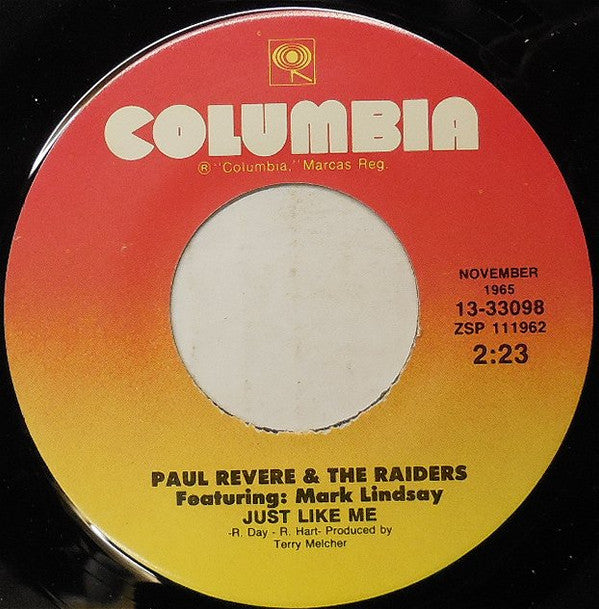 COLUMBIA
® "Columbia," Marcas Reg.
NOVEMBER
1965
13-33098
ZSP 111962
2:23
PAUL REVERE & THE RAIDERS
Featuring: Mark Lindsay
JUST LIKE ME
-R. Day - R. Hart- Produced by
Terry Melcher